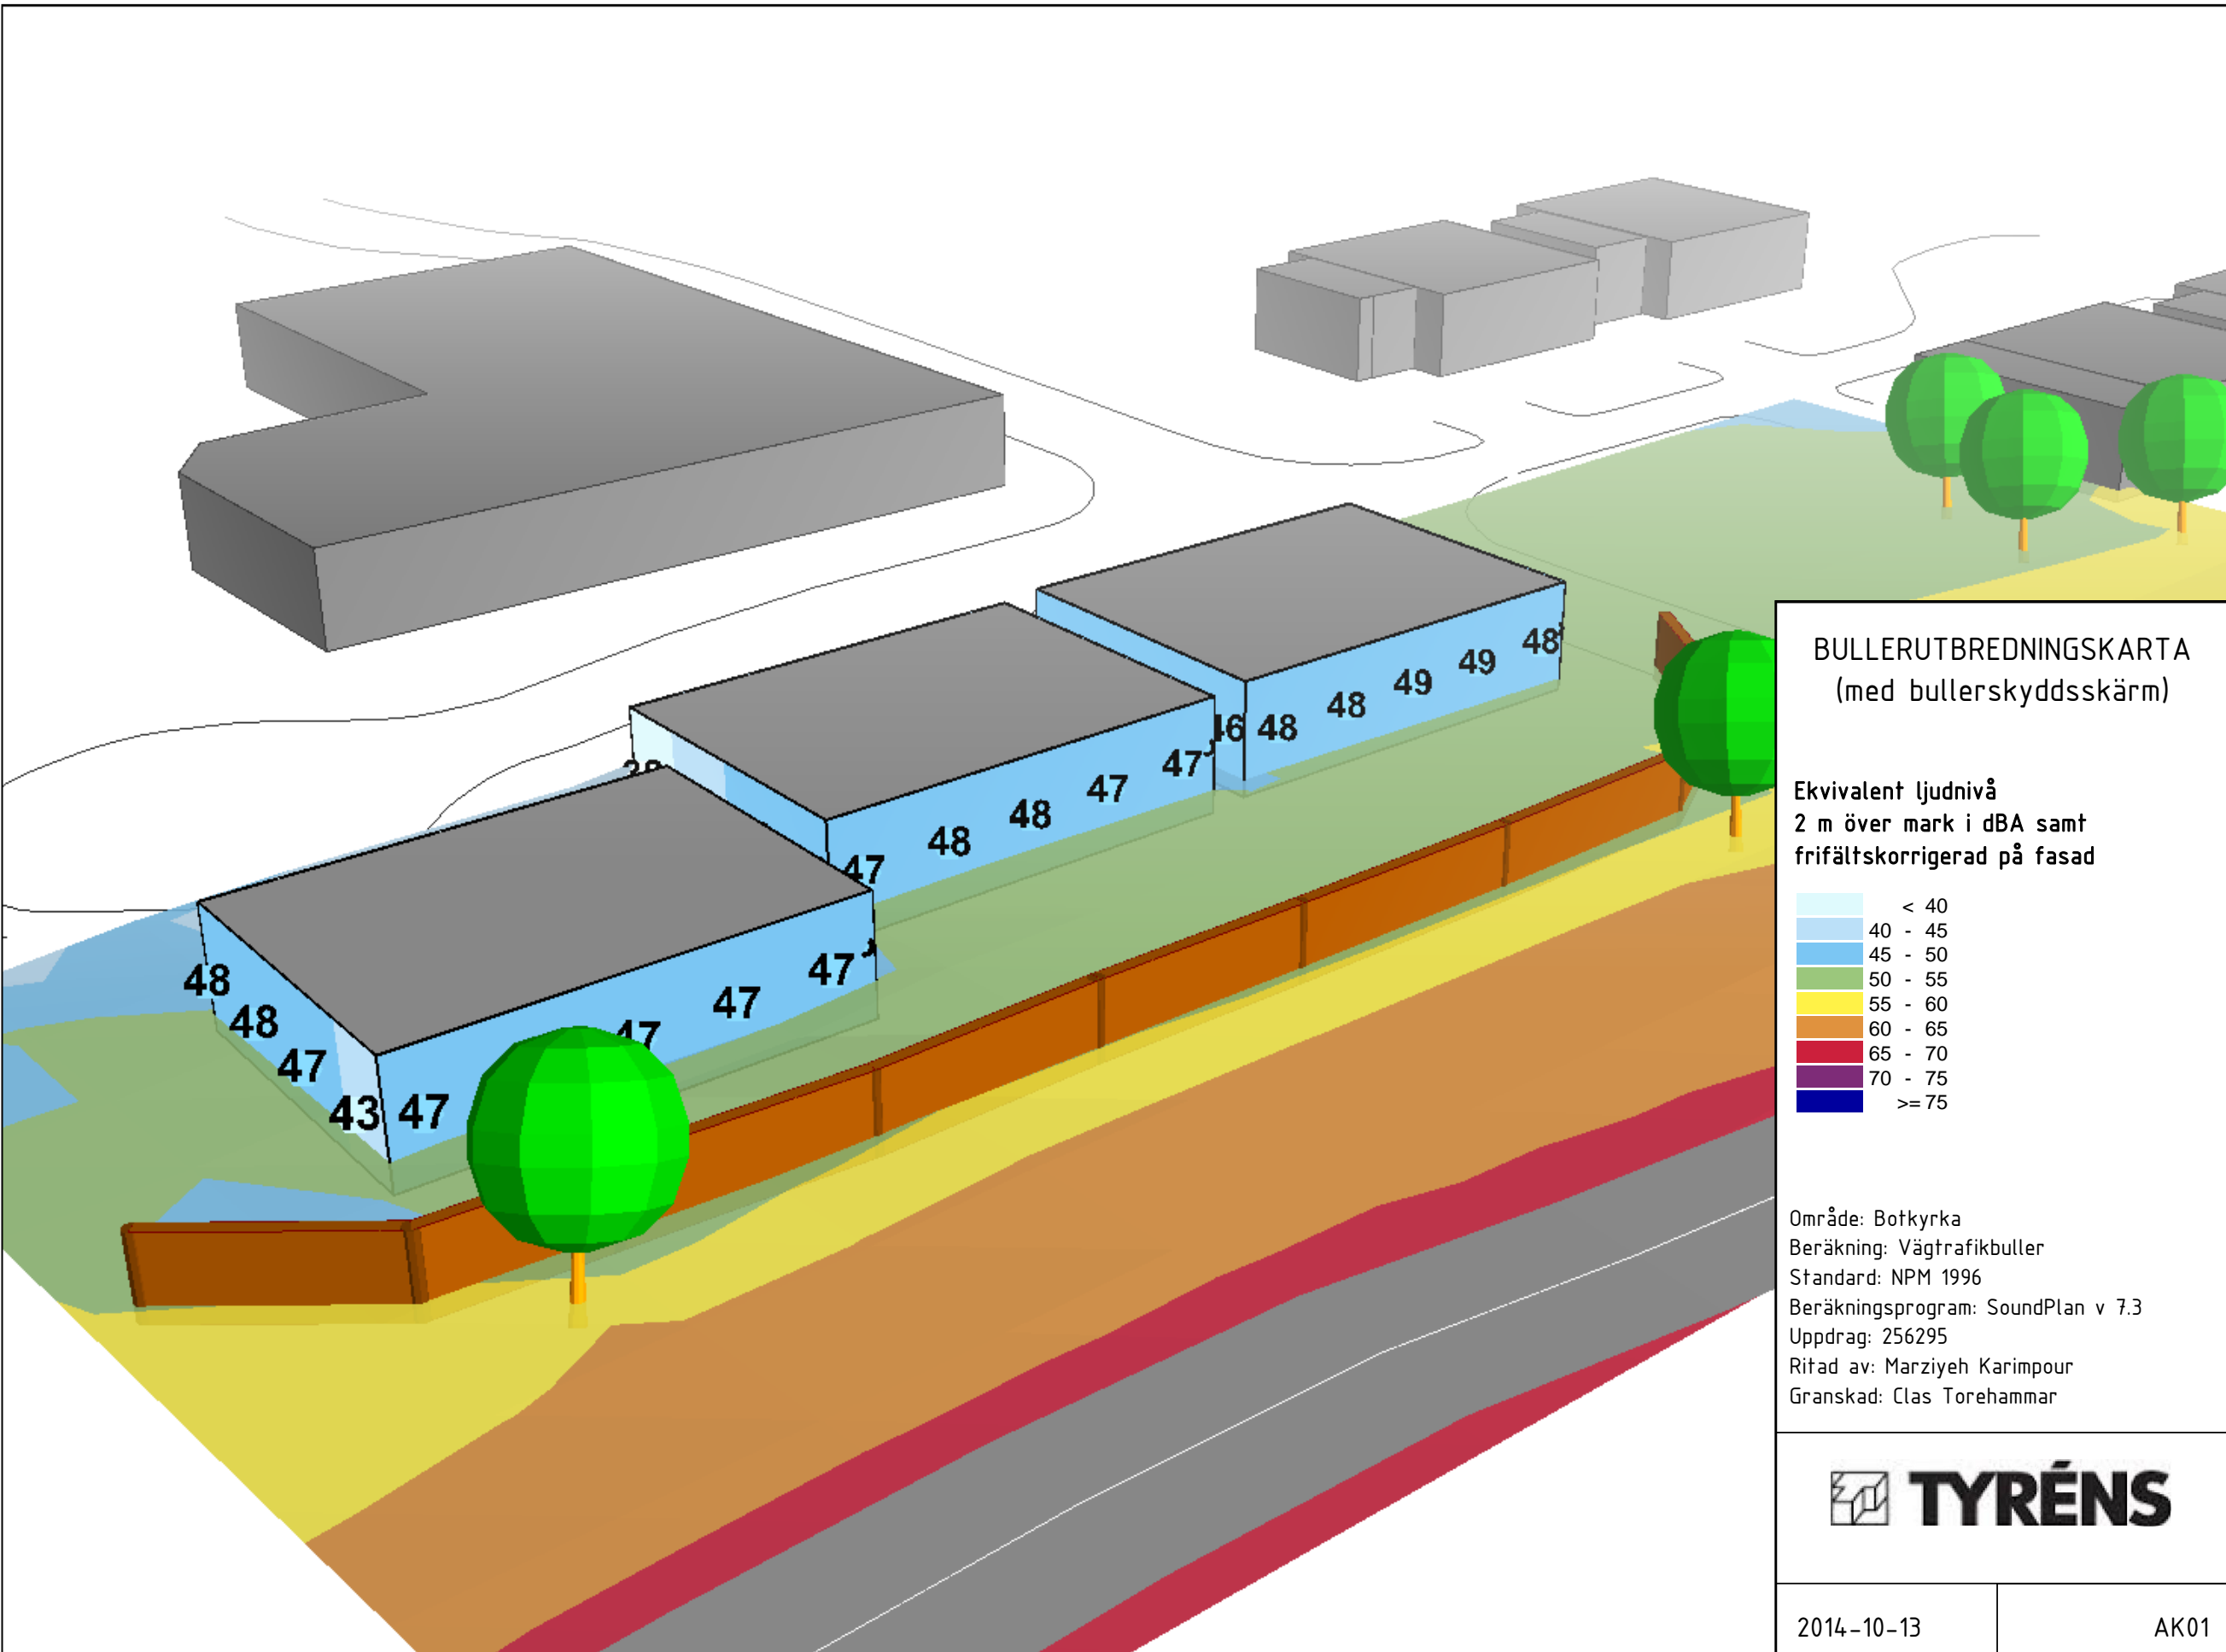 BULLERUTBREDNINGSKARTA
(med bullerskyddsskärm)
Ekvivalent ljudnivå
2 m över mark i dBA samt
frifältskorrigerad på fasad
< 40
40 - 45
45 - 50
50 - 55
55 - 60
60 - 65
65 - 70
70 - 75
>= 75
Område: Botkyrka
Beräkning: Vägtrafikbuller
Standard: NPM 1996
Beräkningsprogram: SoundPlan v 7.3
Uppdrag: 256295
Ritad av: Marziyeh Karimpour
Granskad: Clas Torehammar
TYRÉNS
2014-10-13 AK01
48 48 49 49 48
47 48 48 47 47
48 48 47 43
47 47 47 47